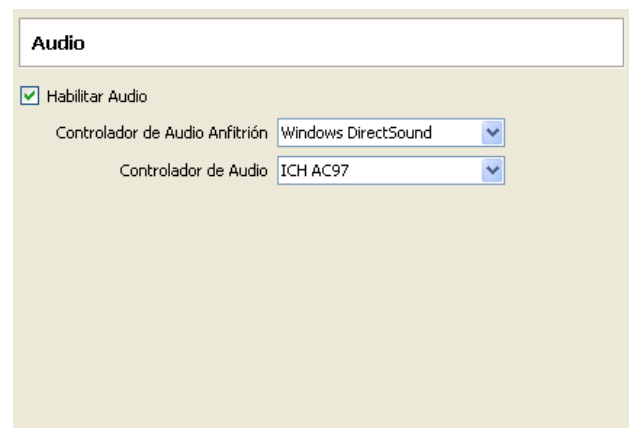 Audio
Habilitar Audio
Controlador de Audio Anfitrión Windows DirectSound
Controlador de Audio ICH AC97